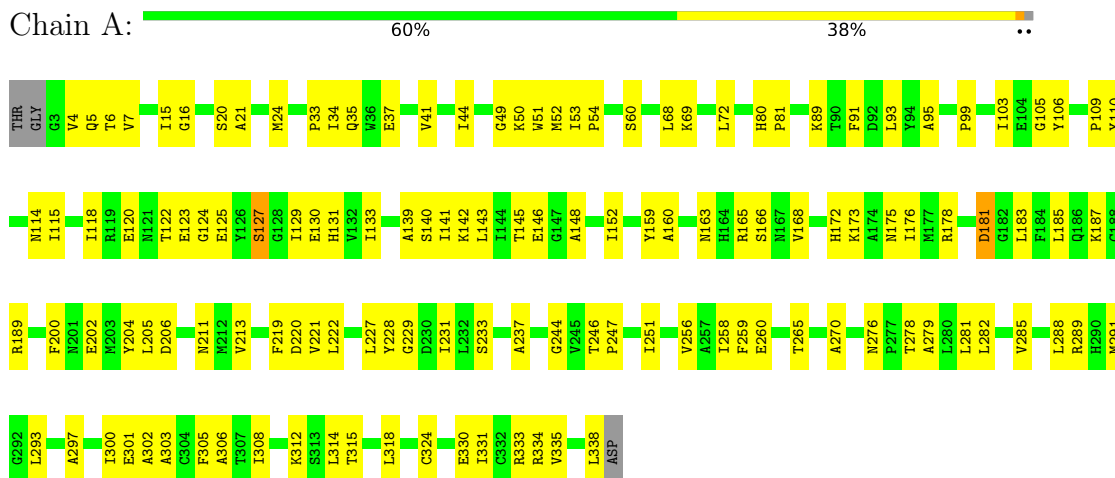 Chain A:
60% 38% ••
THR GLY G3 V4 Q5 T6 V7 I15 G16 S20 A21 M24 P33 I34 Q35 W36 E37 V41 I44 G49 K50 W51 M52 I53 P54 S60 L68 K69 L72 H80 P81 K89 T90 F91 D92 L93 Y94 A95 P99 I103 E104 G105 Y106 P109
N114 I115 I118 R119 E120 N121 T122 E123 G124 E125 Y126 S127 G128 I129 E130 H131 V132 I133 A139 S140 I141 K142 L143 I144 T145 E146 G147 A148 I152 Y159 A160 N163 H164 R165 S166 N167 V168 H172 K173 A174 N175 I176 M177 R178 D181 G182 L183 F184 L185 Q186 K187
R189 F200 N201 E202 M203 Y204 L205 D206 N211 M212 V213 F219 D220 V221 L222 L227 Y228 G229 D230 I231 L232 S233 A237 G244 V245 T246 P247 I251 V256 A257 I258 F259 E260 T265 A270 N276 P277 T278 A279 L280 L281 L282 V285 L288 R289 H290 M291
G292 L293 A297 I300 E301 A302 A303 C304 F305 A306 T307 I308 K312 S313 L314 T315 L318 C324 E330 I331 C332 R333 R334 V335 L338 ASP